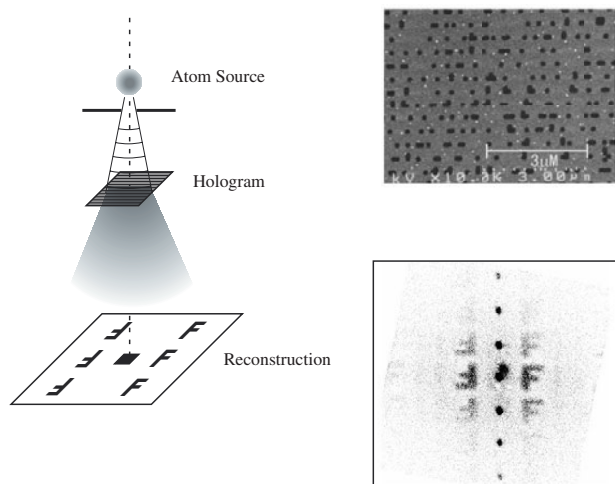 Atom Source
Hologram
Reconstruction
3µM
kV X10.0K 3.00µm
F F
F F
F F
F F
F F
F F